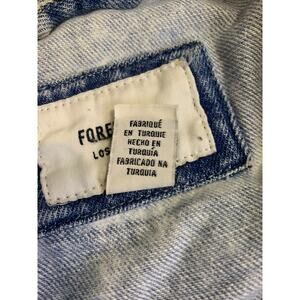 FORE
LOS
FABRIQUÉ
EN TURQUIE
HECHO EN
TURQUÍA
FABRICADO NA
TURQUIA